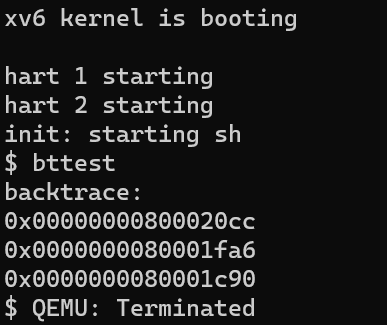 xv6 kernel is booting
hart 1 starting
hart 2 starting
init: starting sh
$ bttest
backtrace:
0x00000000800020cc
0x0000000080001fa6
0x0000000080001c90
$ QEMU: Terminated